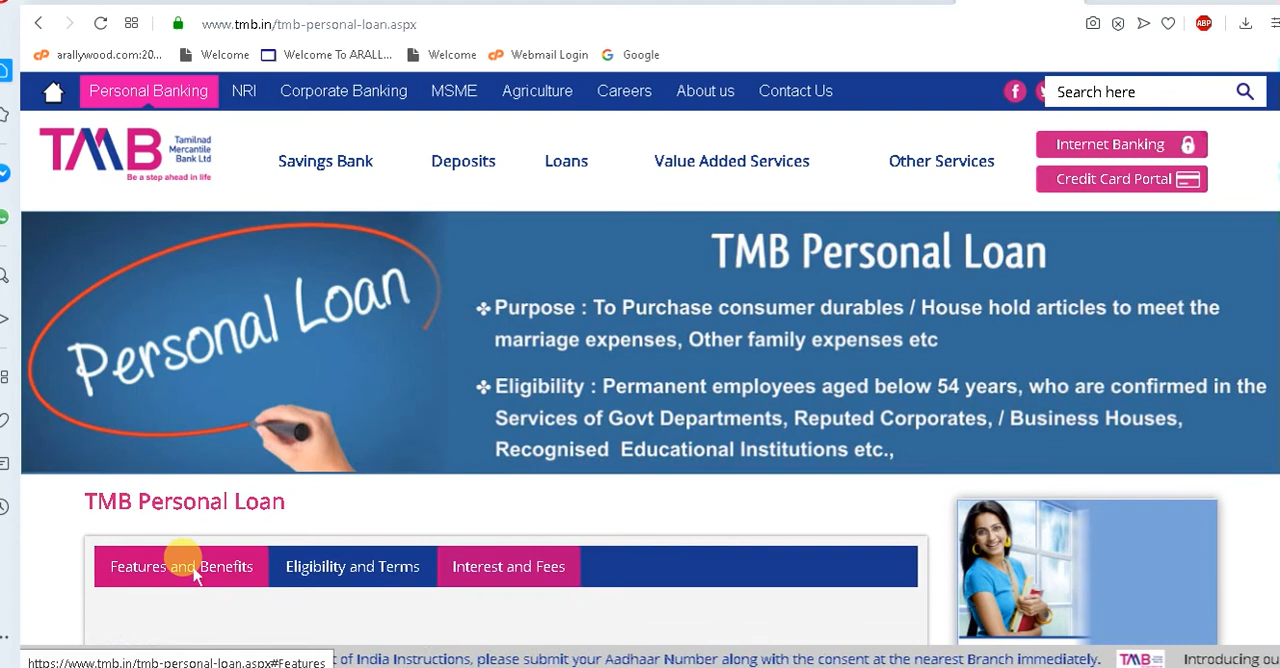 www.tmb.in/tmb-personal-loan.aspx
ABP
arallywood.com:20... Welcome Welcome To ARALL... Welcome Webmail Login Google
Personal Banking NRI Corporate Banking MSME Agriculture Careers About us Contact Us Search here
TMB Tamilnad Mercantile Bank Ltd
Be a step ahead in life
Savings Bank Deposits Loans Value Added Services Other Services
Internet Banking
Credit Card Portal
Personal Loan
TMB Personal Loan
Purpose : To Purchase consumer durables / House hold articles to meet the
marriage expenses, Other family expenses etc
Eligibility : Permanent employees aged below 54 years, who are confirmed in the
Services of Govt Departments, Reputed Corporates, / Business Houses,
Recognised Educational Institutions etc.,
TMB Personal Loan
Features and Benefits Eligibility and Terms Interest and Fees
https://www.tmb.in/tmb-personal-loan.aspx#Features
t of India Instructions, please submit your Aadhaar Number along with the consent at the nearest Branch immediately. TMB Introducing ou